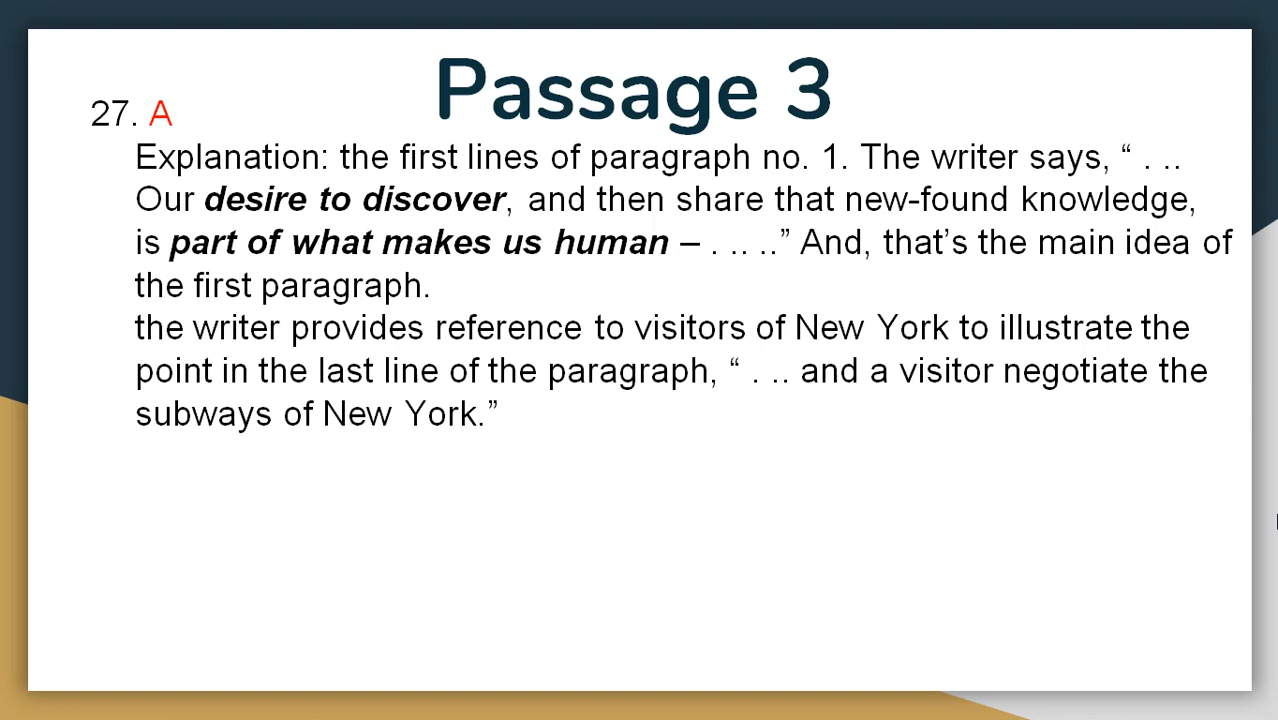 Passage 3
27. A
Explanation: the first lines of paragraph no. 1. The writer says, “ . ..
Our desire to discover, and then share that new-found knowledge,
is part of what makes us human – . .. ..” And, that’s the main idea of
the first paragraph.
the writer provides reference to visitors of New York to illustrate the
point in the last line of the paragraph, “ . .. and a visitor negotiate the
subways of New York.”